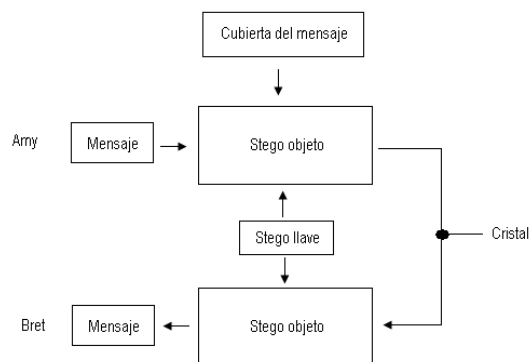 Cubierta del mensaje
Amy
Mensaje
Stego objeto
Stego llave
Cristal
Bret
Mensaje
Stego objeto